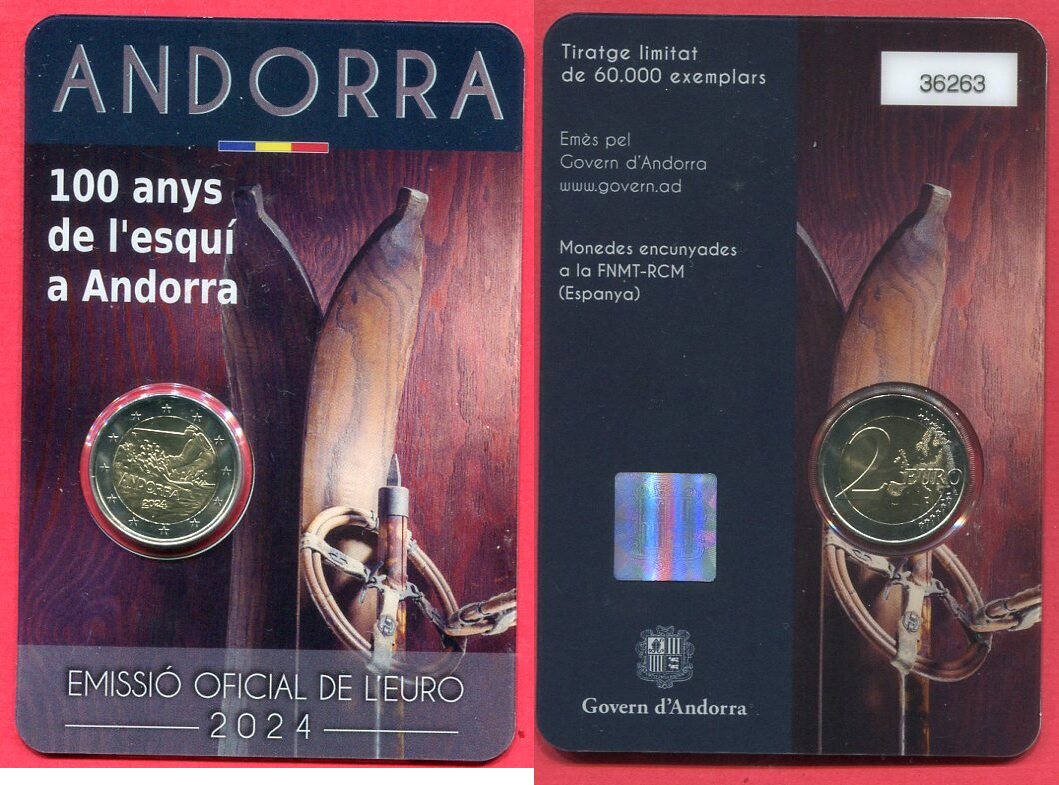 ANDORRA
100 anys
de l'esquí
a Andorra
ANDORRA
2024
EMISSIÓ OFICIAL DE L'EURO
2024
Tiratge limitat
de 60.000 exemplars
36263
Emès pel
Govern d'Andorra
www.govern.ad
Monedes encunyades
a la FNMT-RCM
(Espanya)
2 EURO
Govern d'Andorra